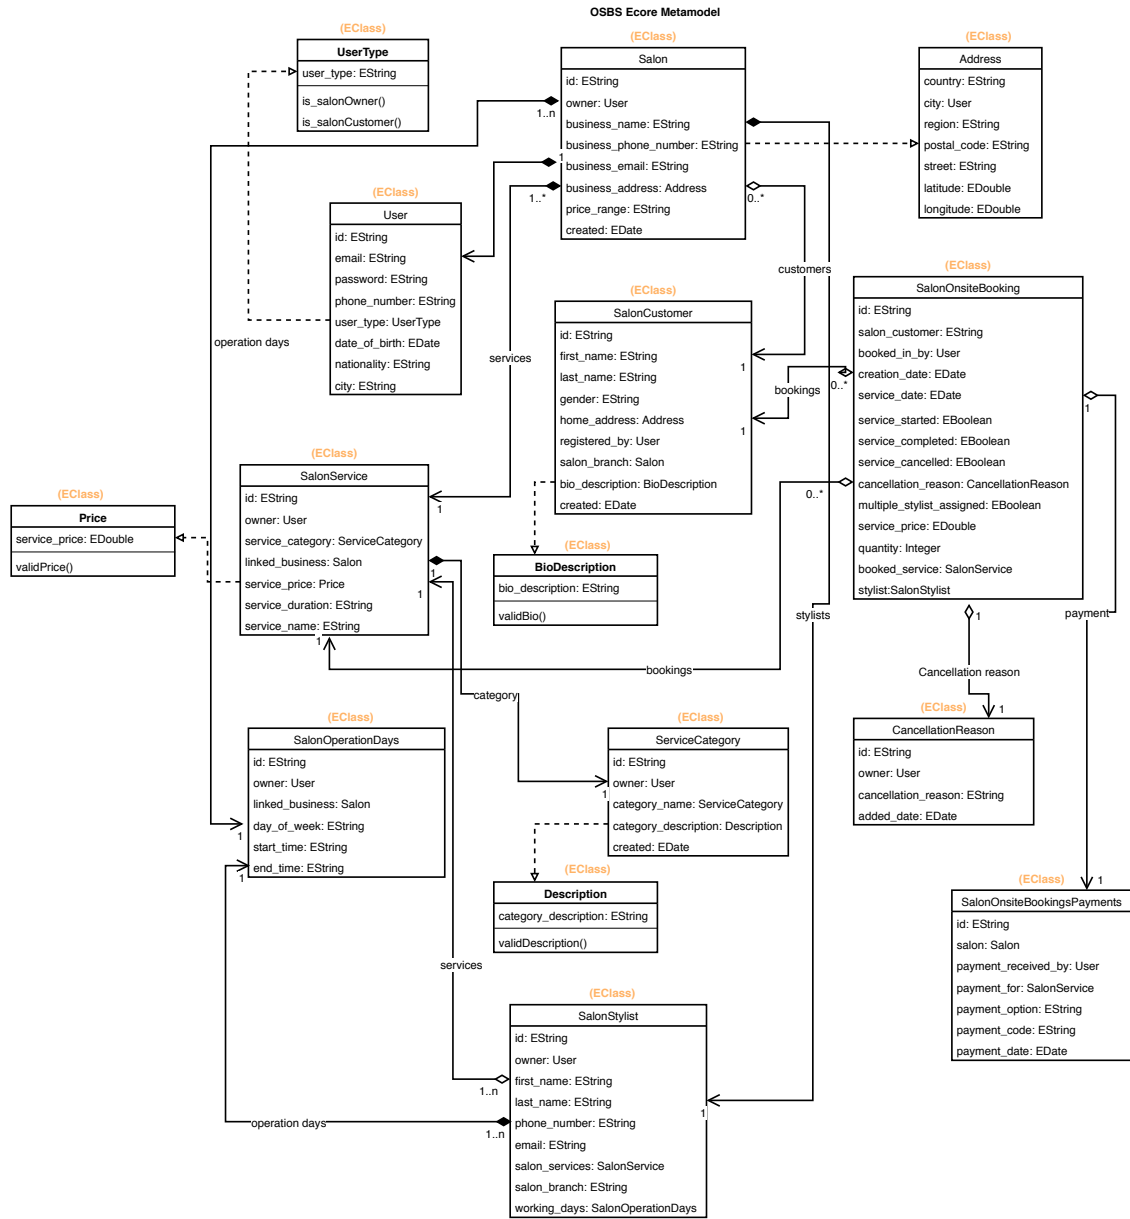 OSBS Ecore Metamodel
(EClass)
UserType
user_type: EString
is_salonOwner()
is_salonCustomer()
(EClass)
Salon
id: EString
owner: User
business_name: EString
business_phone_number: EString
business_email: EString
business_address: Address
price_range: EString
created: EDate
1..n
1
1..*
0..*
(EClass)
Address
country: EString
city: User
region: EString
postal_code: EString
street: EString
latitude: EDouble
longitude: EDouble
(EClass)
User
id: EString
email: EString
password: EString
phone_number: EString
user_type: UserType
date_of_birth: EDate
nationality: EString
city: EString
operation days
services
customers
(EClass)
SalonCustomer
id: EString
first_name: EString
last_name: EString
gender: EString
home_address: Address
registered_by: User
salon_branch: Salon
bio_description: BioDescription
created: EDate
1
bookings
1
0..*
(EClass)
SalonOnsiteBooking
id: EString
salon_customer: EString
booked_in_by: User
creation_date: EDate
service_date: EDate
service_started: EBoolean
service_completed: EBoolean
service_cancelled: EBoolean
cancellation_reason: CancellationReason
multiple_stylist_assigned: EBoolean
service_price: EDouble
quantity: Integer
booked_service: SalonService
stylist:SalonStylist
1
0..*
1
(EClass)
SalonService
id: EString
owner: User
service_category: ServiceCategory
linked_business: Salon
service_price: Price
service_duration: EString
service_name: EString
1
1
1
1
(EClass)
Price
service_price: EDouble
validPrice()
(EClass)
BioDescription
bio_description: EString
validBio()
stylists
payment
bookings
category
Cancellation reason
1
(EClass)
CancellationReason
id: EString
owner: User
cancellation_reason: EString
added_date: EDate
(EClass)
SalonOperationDays
id: EString
owner: User
linked_business: Salon
day_of_week: EString
start_time: EString
end_time: EString
1
1
(EClass)
ServiceCategory
id: EString
owner: User
category_name: ServiceCategory
category_description: Description
created: EDate
1
(EClass)
Description
category_description: EString
validDescription()
services
(EClass)
1
SalonOnsiteBookingsPayments
id: EString
salon: Salon
payment_received_by: User
payment_for: SalonService
payment_option: EString
payment_code: EString
payment_date: EDate
(EClass)
SalonStylist
id: EString
owner: User
first_name: EString
last_name: EString
phone_number: EString
email: EString
salon_services: SalonService
salon_branch: EString
working_days: SalonOperationDays
1..n
1..n
1
operation days